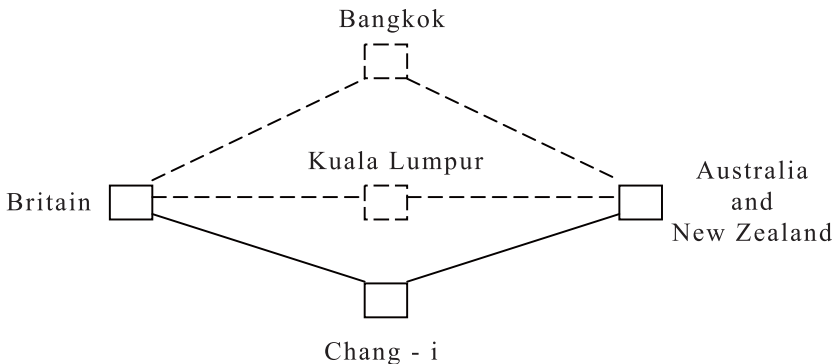 Bangkok
Kuala Lumpur
Britain
Australia
and
New Zealand
Chang - i